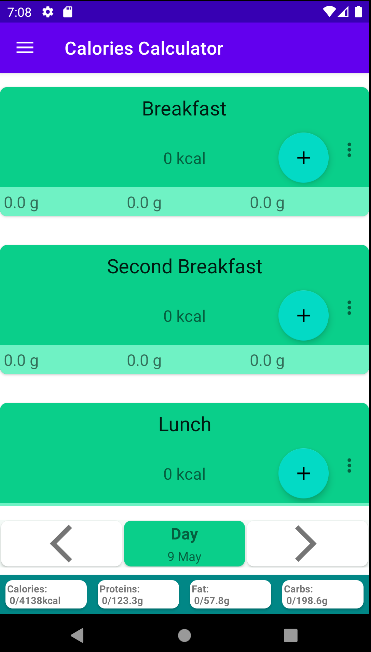 7:08
Calories Calculator
Breakfast
0 kcal
0.0 g 0.0 g 0.0 g
Second Breakfast
0 kcal
0.0 g 0.0 g 0.0 g
Lunch
0 kcal
Day
9 May
Calories: Proteins: Fat: Carbs:
0/4138kcal 0/123.3g 0/57.8g 0/198.6g